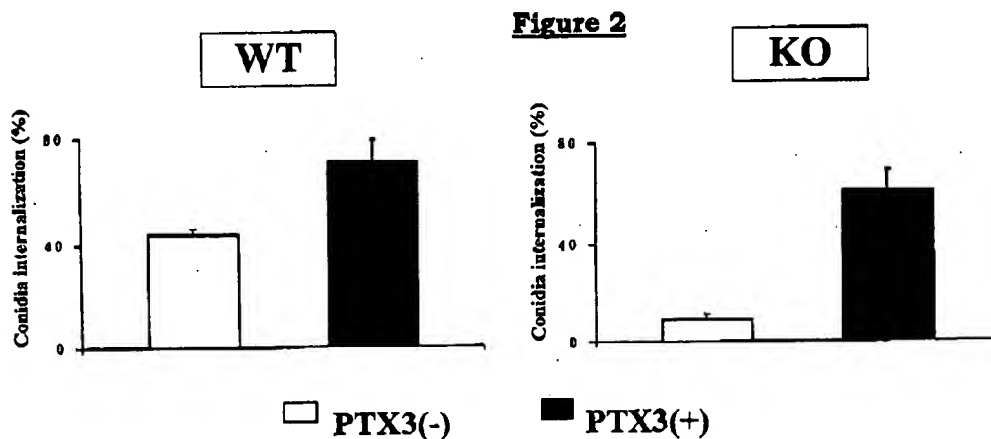 Figure 2
WT
KO
Conidia internalization (%)
80
40
0
Conidia internalization (%)
80
40
0
PTX3(-)
PTX3(+)